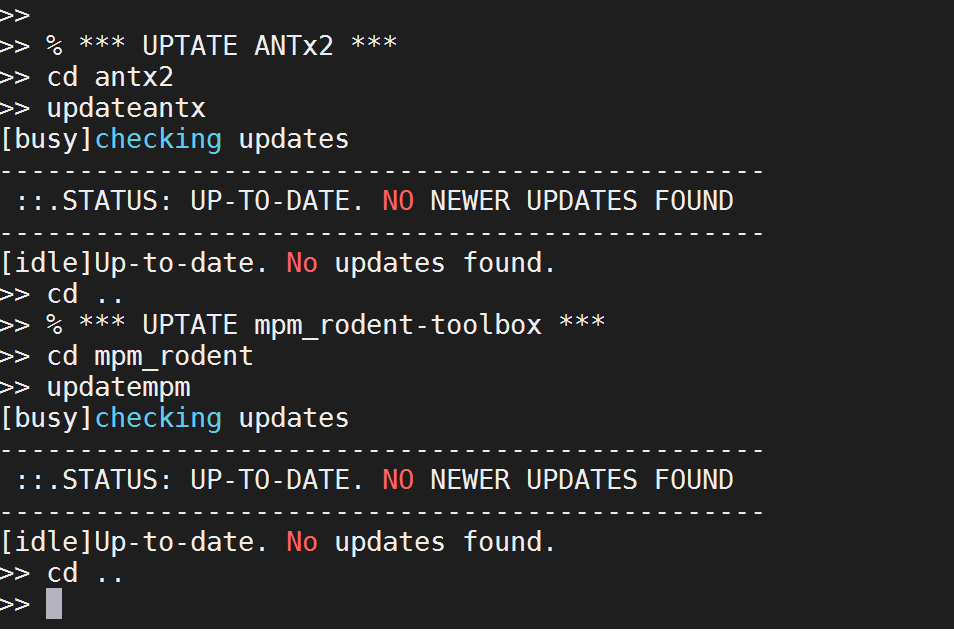 >>
>> % *** UPTATE ANTx2 ***
>> cd antx2
>> updateantx
[busy]checking updates
------------------------------------------------
 :::.STATUS: UP-TO-DATE. NO NEWER UPDATES FOUND
------------------------------------------------
[idle]Up-to-date. No updates found.
>> cd ..
>> % *** UPTATE mpm_rodent-toolbox ***
>> cd mpm_rodent
>> updatempm
[busy]checking updates
------------------------------------------------
 :::.STATUS: UP-TO-DATE. NO NEWER UPDATES FOUND
------------------------------------------------
[idle]Up-to-date. No updates found.
>> cd ..
>>